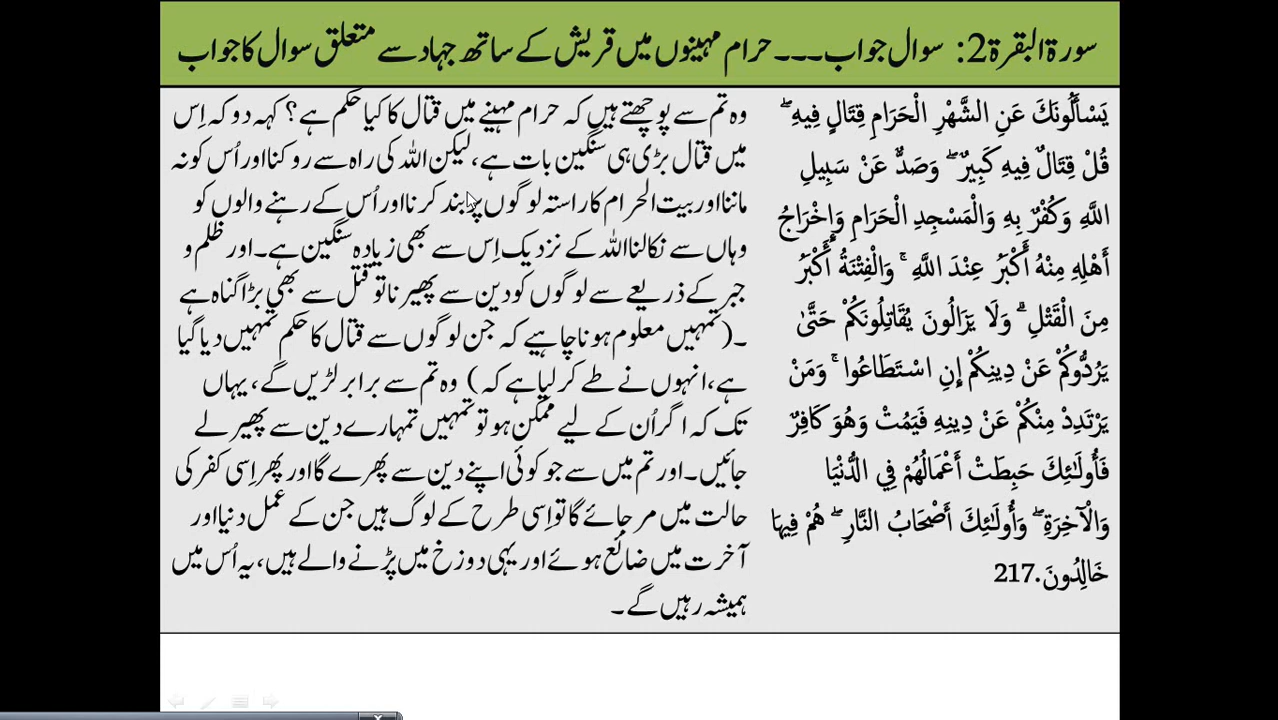 سورۃ البقرۃ 2: سوال جواب۔۔۔ حرام مہینوں میں قریش کے ساتھ جہاد سے متعلق سوال کا جواب
يَسْأَلُونَكَ عَنِ الشَّهْرِ الْحَرَامِ قِتَالٍ فِيهِ ۖ
قُلْ قِتَالٌ فِيهِ كَبِيرٌ ۖ وَصَدٌّ عَنْ سَبِيلِ
اللَّهِ وَكُفْرٌ بِهِ وَالْمَسْجِدِ الْحَرَامِ وَإِخْرَاجُ
أَهْلِهِ مِنْهُ أَكْبَرُ عِنْدَ اللَّهِ ۚ وَالْفِتْنَةُ أَكْبَرُ
مِنَ الْقَتْلِ ۗ وَلَا يَزَالُونَ يُقَاتِلُونَكُمْ حَتَّىٰ
يَرُدُّوكُمْ عَنْ دِينِكُمْ إِنِ اسْتَطَاعُوا ۚ وَمَنْ
يَرْتَدِدْ مِنْكُمْ عَنْ دِينِهِ فَيَمُتْ وَهُوَ كَافِرٌ
فَأُولَٰئِكَ حَبِطَتْ أَعْمَالُهُمْ فِي الدُّنْيَا
وَالْآخِرَةِ ۖ وَأُولَٰئِكَ أَصْحَابُ النَّارِ ۖ هُمْ فِيهَا
خَالِدُونَ.217
وہ تم سے پوچھتے ہیں کہ حرام مہینے میں قتال کا کیا حکم ہے؟ کہہ دو کہ اِس
میں قتال بڑی ہی سنگین بات ہے، لیکن اللہ کی راہ سے روکنا اور اُس کو نہ
ماننا اور بیت الحرام کا راستہ لوگوں پر بند کرنا اور اُس کے رہنے والوں کو
وہاں سے نکالنا اللہ کے نزدیک اِس سے بھی زیادہ سنگین ہے۔ اور ظلم و
جبر کے ذریعے سے لوگوں کو دین سے پھیرنا تو قتل سے بھی بڑا گناہ ہے
۔ (تمہیں معلوم ہونا چاہیے کہ جن لوگوں سے قتال کا حکم تمہیں دیا گیا
ہے، انہوں نے طے کر لیا ہے کہ ) وہ تم سے برابر لڑیں گے، یہاں
تک کہ اگر اُن کے لیے ممکن ہو تو تمہیں تمہارے دین سے پھیر لے
جائیں۔ اور تم میں سے جو کوئی اپنے دین سے پھرے گا اور پھر اِسی کفر کی
حالت میں مر جائے گا تو اِسی طرح کے لوگ ہیں جن کے عمل دنیا اور
آخرت میں ضائع ہوئے اور یہی دوزخ میں پڑنے والے ہیں، یہ اُس میں
ہمیشہ رہیں گے۔